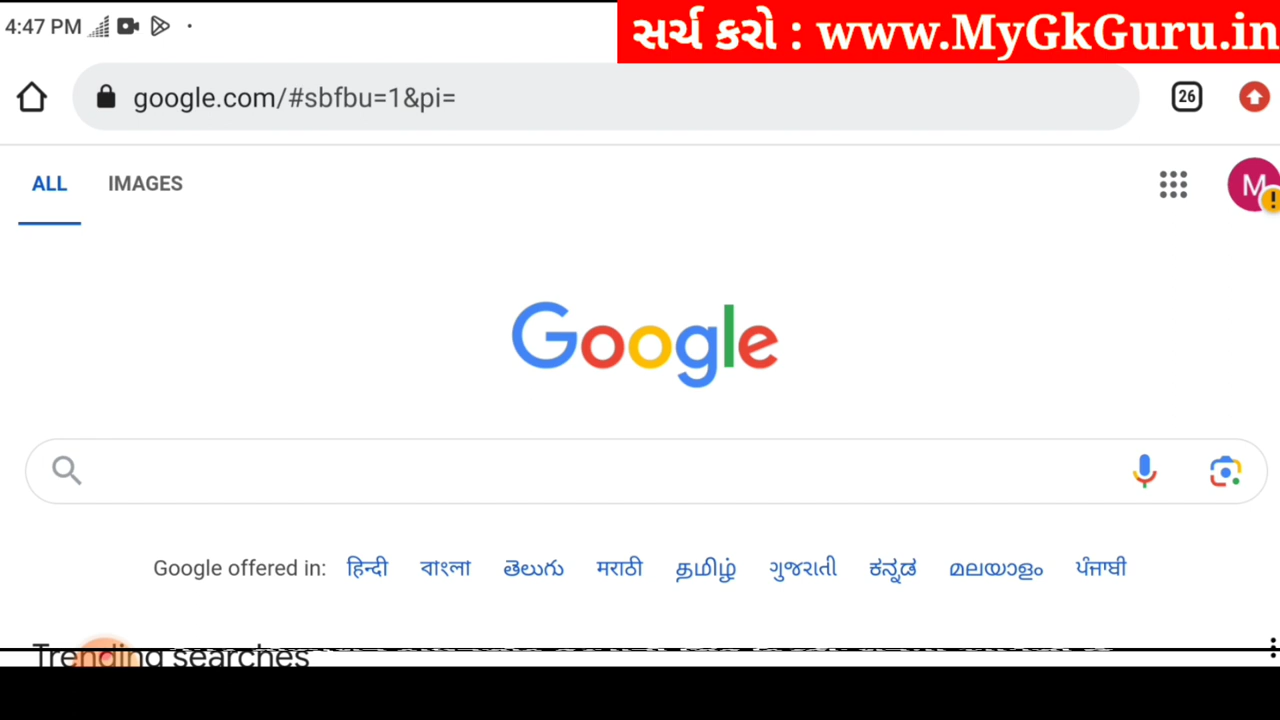 4:47 PM
સર્ચ કરો : www.MyGkGuru.in
google.com/#sbfbu=1&pi=
26
ALL IMAGES
M
!
Google
Google offered in: हिन्दी বাংলা తెలుగు मराठी தமிழ் ગુજરાતી ಕನ್ನಡ മലയാളം ਪੰਜਾਬੀ
Trending searches